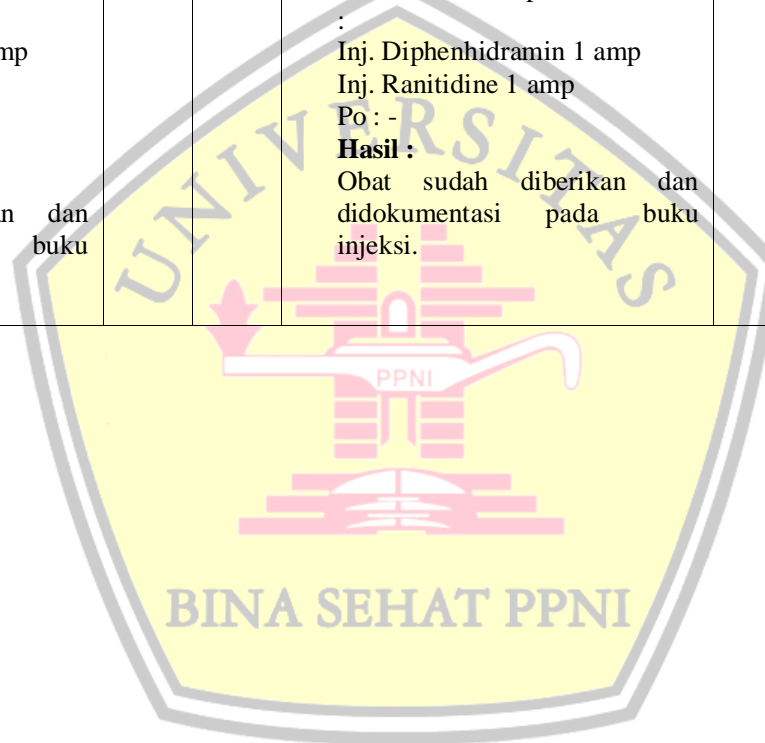 mp
dan
buku
:
Inj. Diphenhidramin 1 amp
Inj. Ranitidine 1 amp
Po : -
Hasil :
Obat sudah diberikan dan
didokumentasi pada buku
injeksi.
UNIVERSITAS
PPNI
BINA SEHAT PPNI